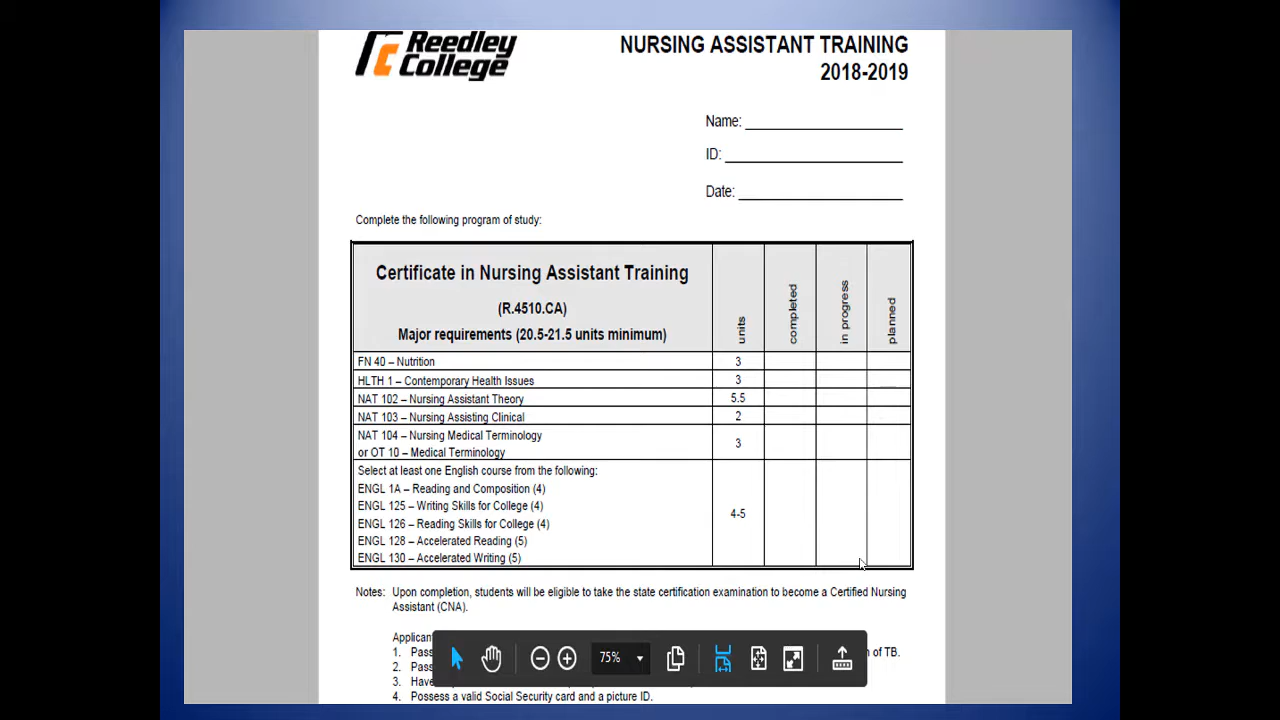 Reedley
College
NURSING ASSISTANT TRAINING
2018-2019
Name:
ID:
Date:
Complete the following program of study:
Certificate in Nursing Assistant Training
(R.4510.CA)
Major requirements (20.5-21.5 units minimum)
units
completed
in progress
planned
FN 40 – Nutrition 3
HLTH 1 – Contemporary Health Issues 3
NAT 102 – Nursing Assistant Theory 5.5
NAT 103 – Nursing Assisting Clinical 2
NAT 104 – Nursing Medical Terminology
or OT 10 – Medical Terminology
3
Select at least one English course from the following:
ENGL 1A – Reading and Composition (4)
ENGL 125 – Writing Skills for College (4)
ENGL 126 – Reading Skills for College (4)
ENGL 128 – Accelerated Reading (5)
ENGL 130 – Accelerated Writing (5)
4-5
Notes: Upon completion, students will be eligible to take the state certification examination to become a Certified Nursing
Assistant (CNA).
1. of TB.
2.
3.
4. Possess a valid Social Security card and a picture ID.
75%